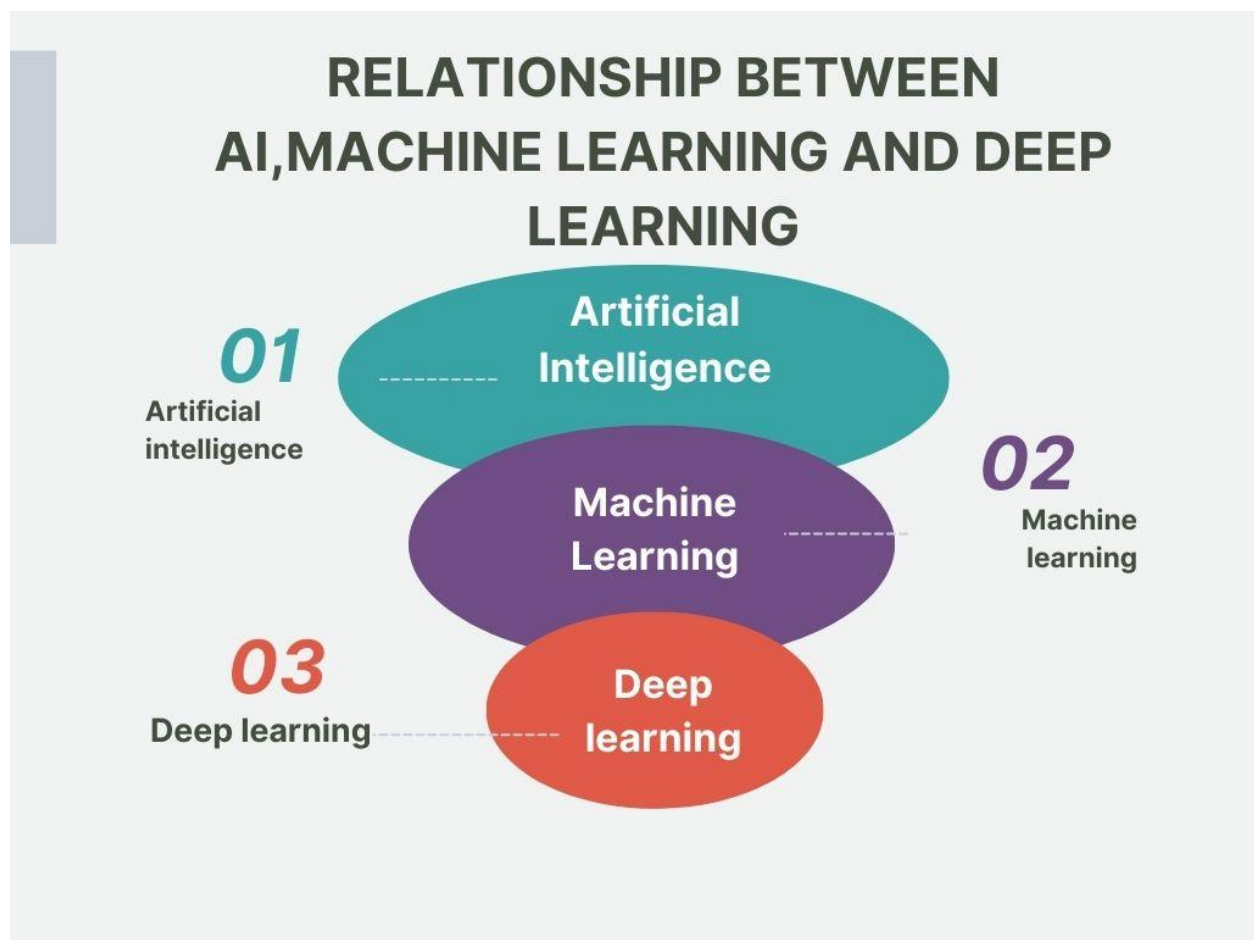 RELATIONSHIP BETWEEN
AI,MACHINE LEARNING AND DEEP
LEARNING
Artificial
Intelligence
01
Artificial
intelligence
Machine
Learning
02
Machine
learning
03
Deep learning
Deep
learning